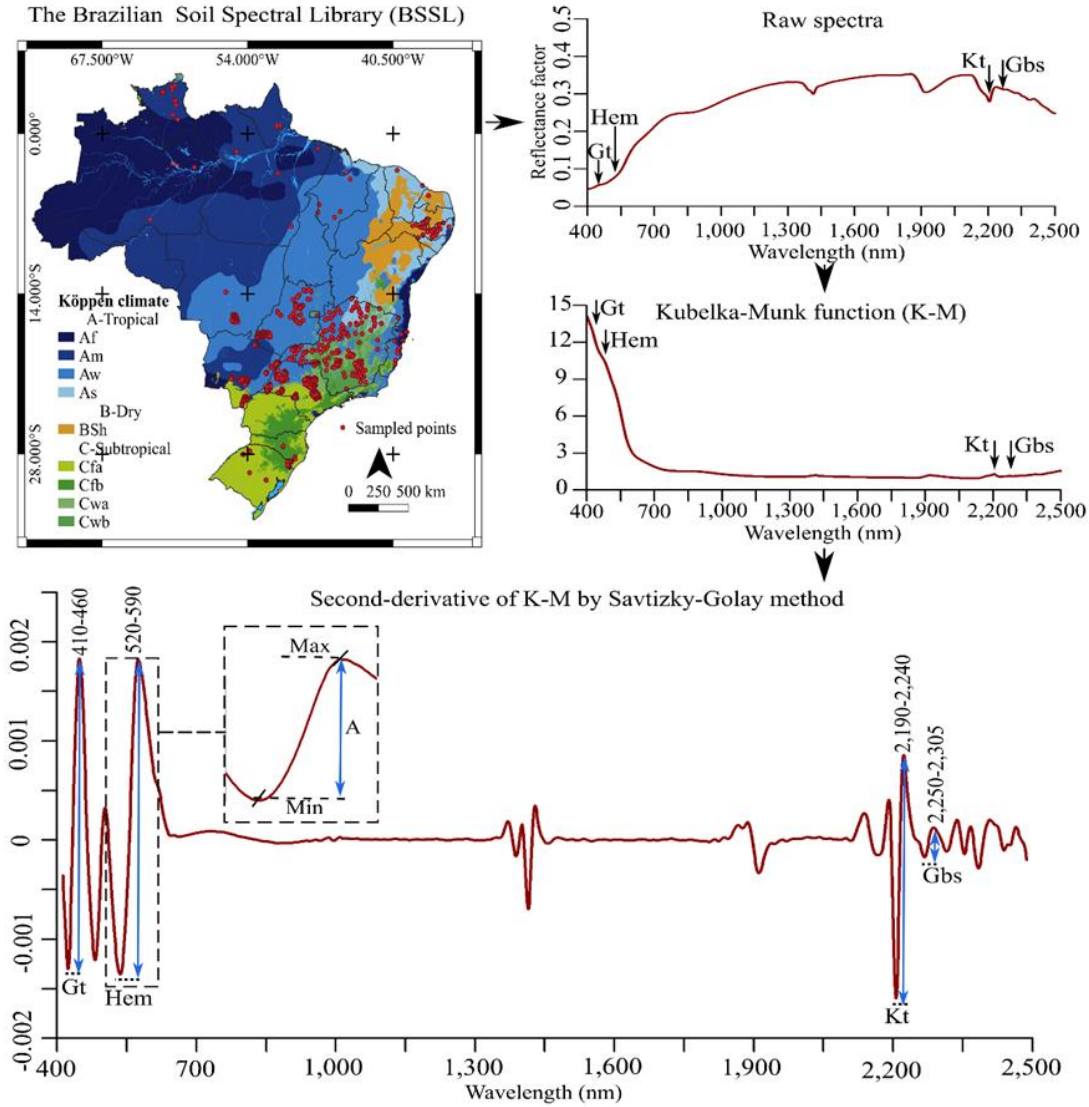 The Brazilian Soil Spectral Library (BSSL)
67.500°W 54.000°W 40.500°W
0.000°
14.000°S
28.000°S
Köppen climate
A-Tropical
Af
Am
Aw
As
B-Dry
BSh
C-Subtropical
Cfa
Cfb
Cwa
Cwb
Sampled points
0 250 500 km
Raw spectra
Reflectance factor
0.5
0.4
0.3
0.2
0.1
0
Gt
Hem
Kt
Gbs
400 700 1,000 1,300 1,600 1,900 2,200 2,500
Wavelength (nm)
Kubelka-Munk function (K-M)
15
12
9
6
3
0
Gt
Hem
Kt
Gbs
400 700 1,000 1,300 1,600 1,900 2,200 2,500
Wavelength (nm)
Second-derivative of K-M by Savtizky-Golay method
0.002
0.001
0
-0.001
-0.002
410-460
520-590
Max
A
Min
2,190-2,240
2,250-2,305
Gt
Hem
Kt
Gbs
400 700 1,000 1,300 1,600 1,900 2,200 2,500
Wavelength (nm)